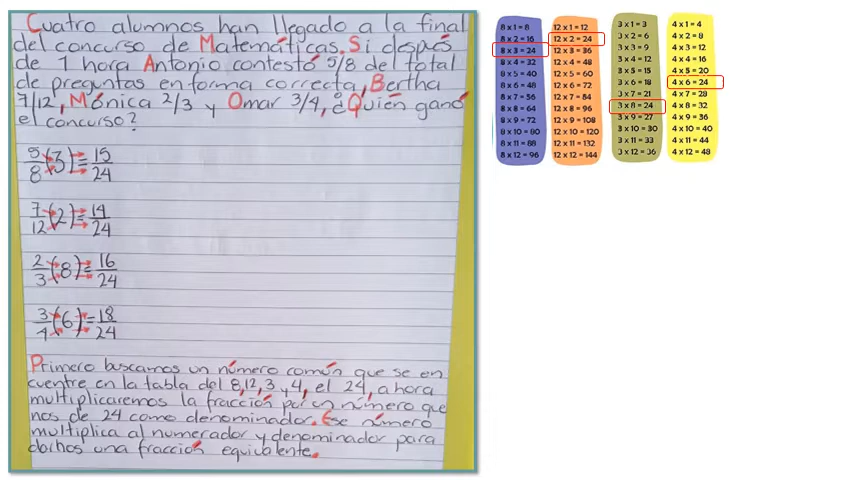 Cuatro alumnos han llegado a la final
del concurso de Matemáticas. Si después
de 1 hora Antonio contestó 5/8 del total
de preguntas en forma correcta, Bertha
7/12, Mónica 2/3 y Omar 3/4, ¿Quién ganó
el concurso?
5/8 (3) = 15/24
7/12 (2) = 14/24
2/3 (8) = 16/24
3/4 (6) = 18/24
Primero buscamos un número común que se en
cuentre en la tabla del 8, 12, 3 y 4, el 24, ahora
multiplicaremos la fracción por un número que
nos de 24 como denominador. Ese número
multiplica al numerador y denominador para
darnos una fracción equivalente.
8 x 1 = 8
8 x 2 = 16
8 x 3 = 24
8 x 4 = 32
8 x 5 = 40
8 x 6 = 48
8 x 7 = 56
8 x 8 = 64
8 x 9 = 72
8 x 10 = 80
8 x 11 = 88
8 x 12 = 96
12 x 1 = 12
12 x 2 = 24
12 x 3 = 36
12 x 4 = 48
12 x 5 = 60
12 x 6 = 72
12 x 7 = 84
12 x 8 = 96
12 x 9 = 108
12 x 10 = 120
12 x 11 = 132
12 x 12 = 144
3 x 1 = 3
3 x 2 = 6
3 x 3 = 9
3 x 4 = 12
3 x 5 = 15
3 x 6 = 18
3 x 7 = 21
3 x 8 = 24
3 x 9 = 27
3 x 10 = 30
3 x 11 = 33
3 x 12 = 36
4 x 1 = 4
4 x 2 = 8
4 x 3 = 12
4 x 4 = 16
4 x 5 = 20
4 x 6 = 24
4 x 7 = 28
4 x 8 = 32
4 x 9 = 36
4 x 10 = 40
4 x 11 = 44
4 x 12 = 48